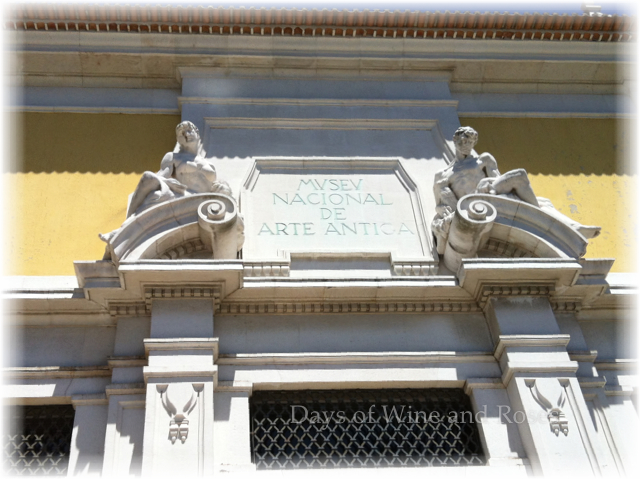 MVSEV
NACIONAL
DE
ARTE ANTIGA
Days of Wine and Roses